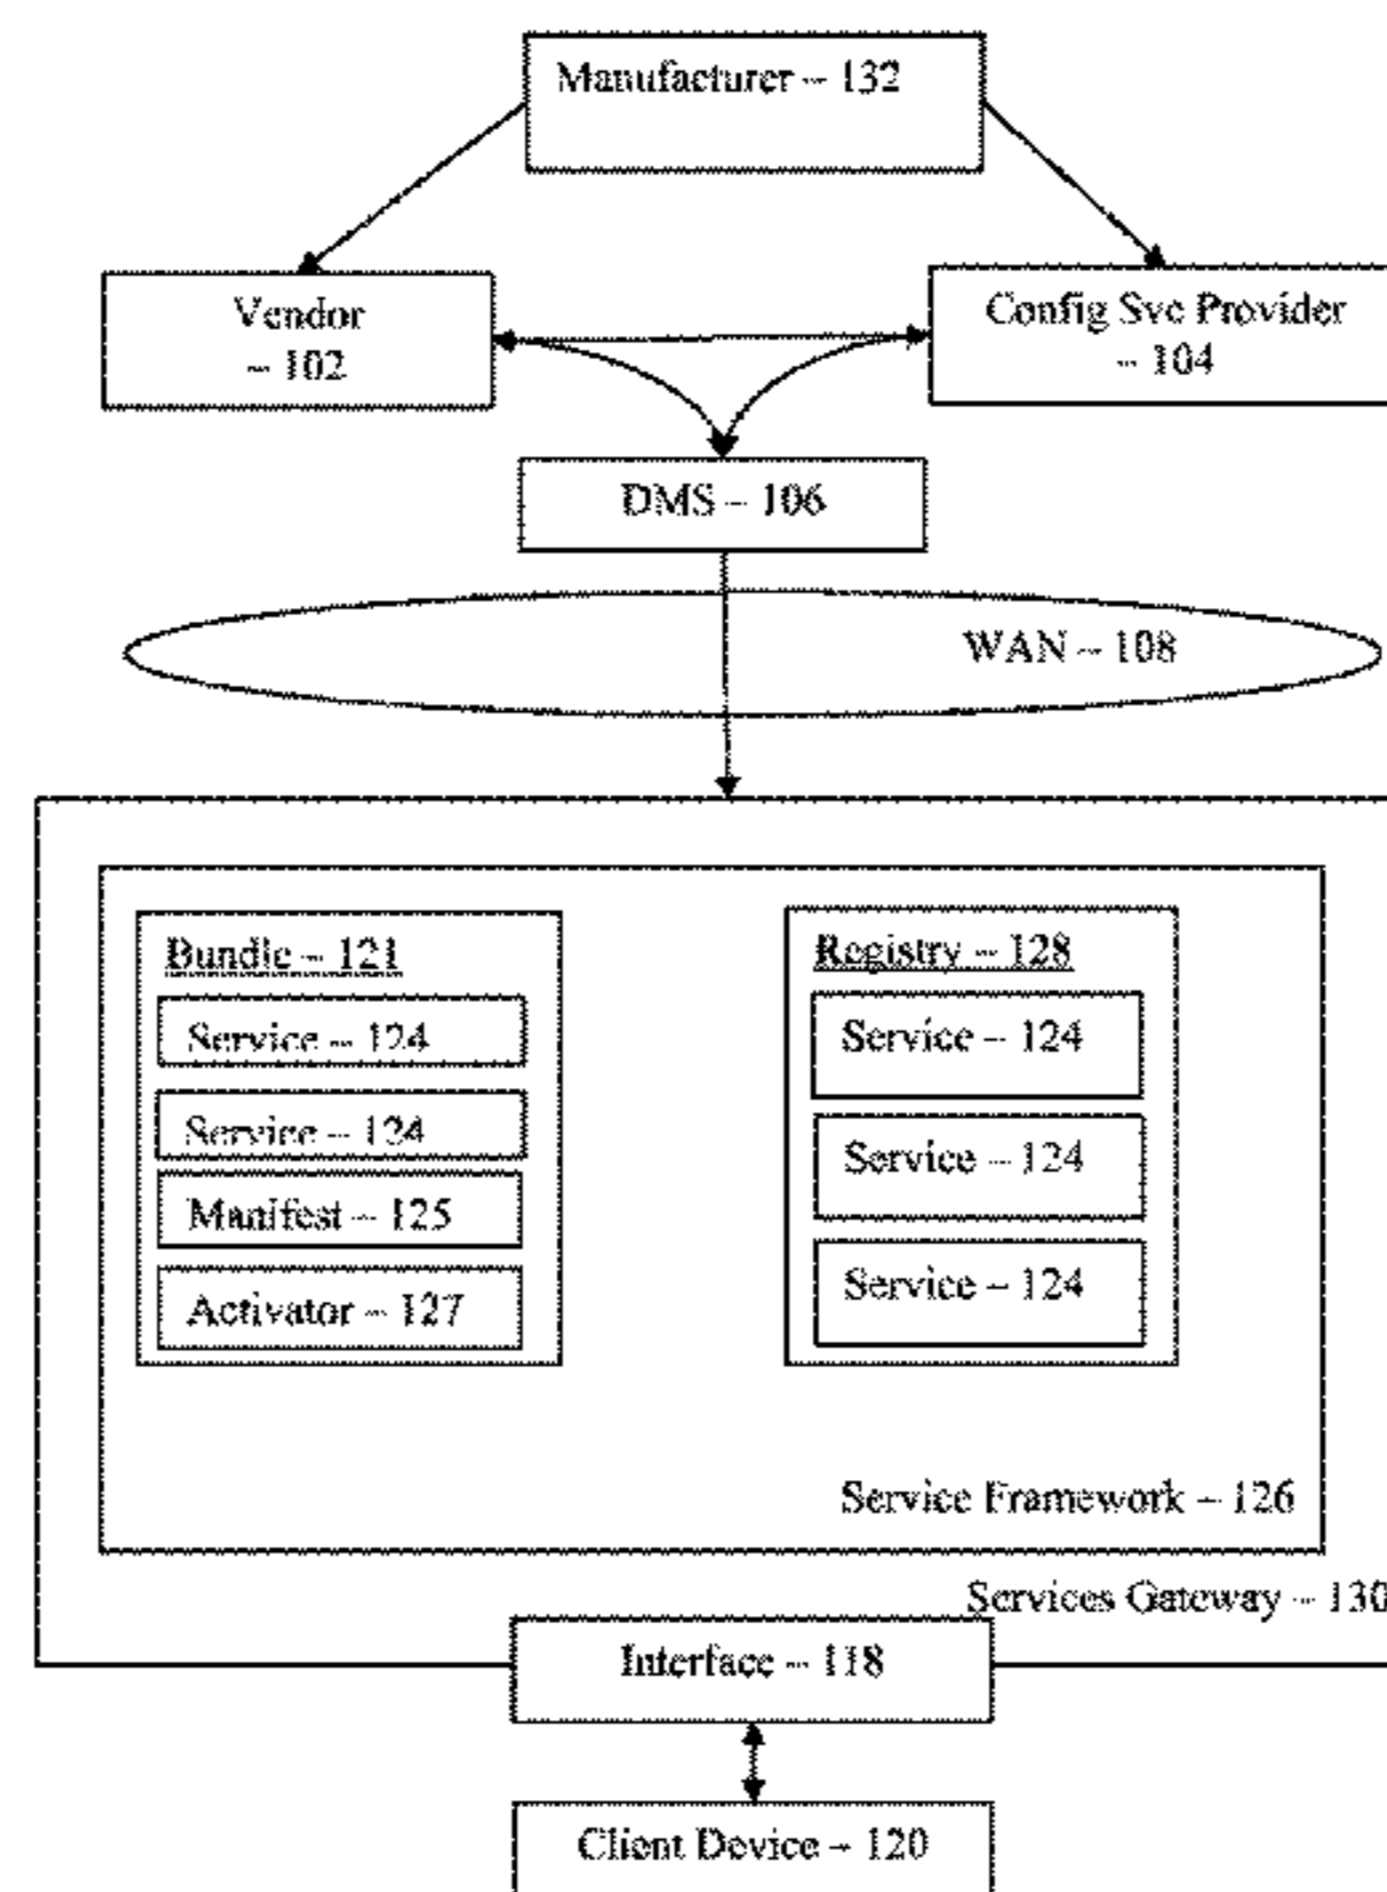 Manufacturer – 132
Vendor
– 102
Config Svc Provider
– 104
DMS – 106
WAN – 108
Bundle – 121
Service – 124
Service – 124
Manifest – 125
Activator – 127
Registry – 128
Service – 124
Service – 124
Service – 124
Service Framework – 126
Services Gateway – 130
Interface – 118
Client Device – 120